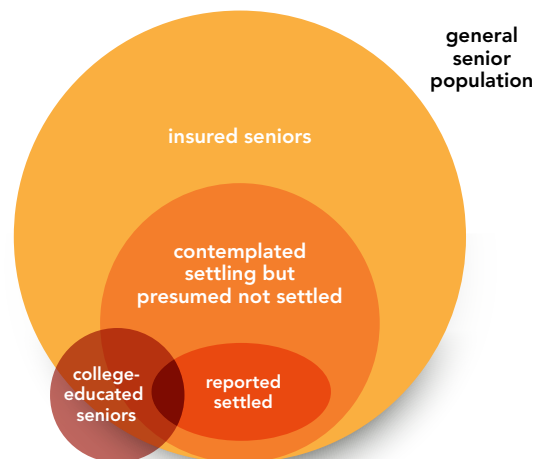 general
senior
population
insured seniors
contemplated
settling but
presumed not settled
college-
educated
seniors
reported
settled